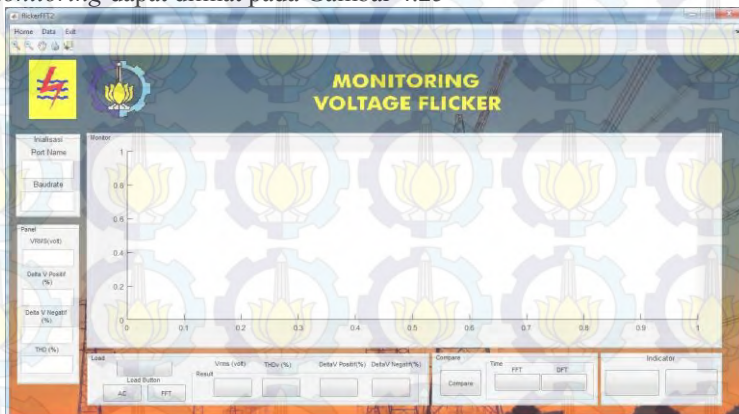 monitoring dapat dilihat pada Gambar 4.25
flickerFFT2
Home Data Exit
MONITORING
VOLTAGE FLICKER
Inialisasi
Port Name
Baudrate
Monitor
1
0.8
0.6
0.4
0.2
0
0 0.1 0.2 0.3 0.4 0.5 0.6 0.7 0.8 0.9 1
Panel
VRMS(volt)
Delta V Positif
(%)
Delta V Negatif
(%)
THD (%)
Load
Load Button
AC FFT
Result
Vrms (volt) THDv (%) DeltaV Positif(%) DeltaV Negatif(%)
Compare
Compare
Time
FFT DFT
Indicator